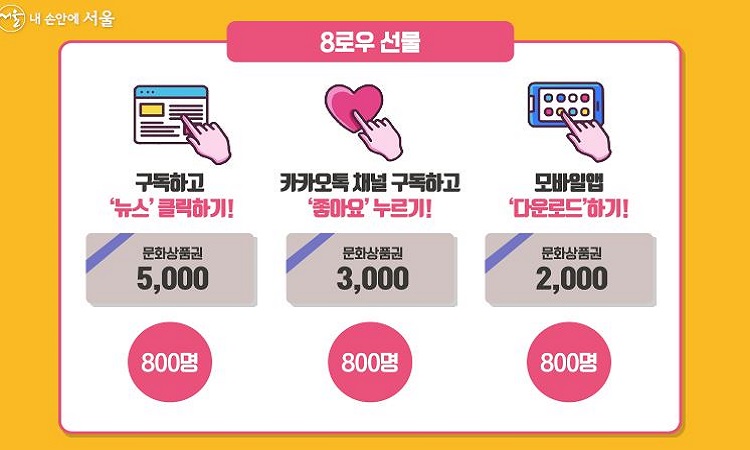 서울 내 손안에 서울
8로우 선물
구독하고
‘뉴스’ 클릭하기!
문화상품권
5,000
800명
카카오톡 채널 구독하고
‘좋아요’ 누르기!
문화상품권
3,000
800명
모바일앱
‘다운로드’하기!
문화상품권
2,000
800명